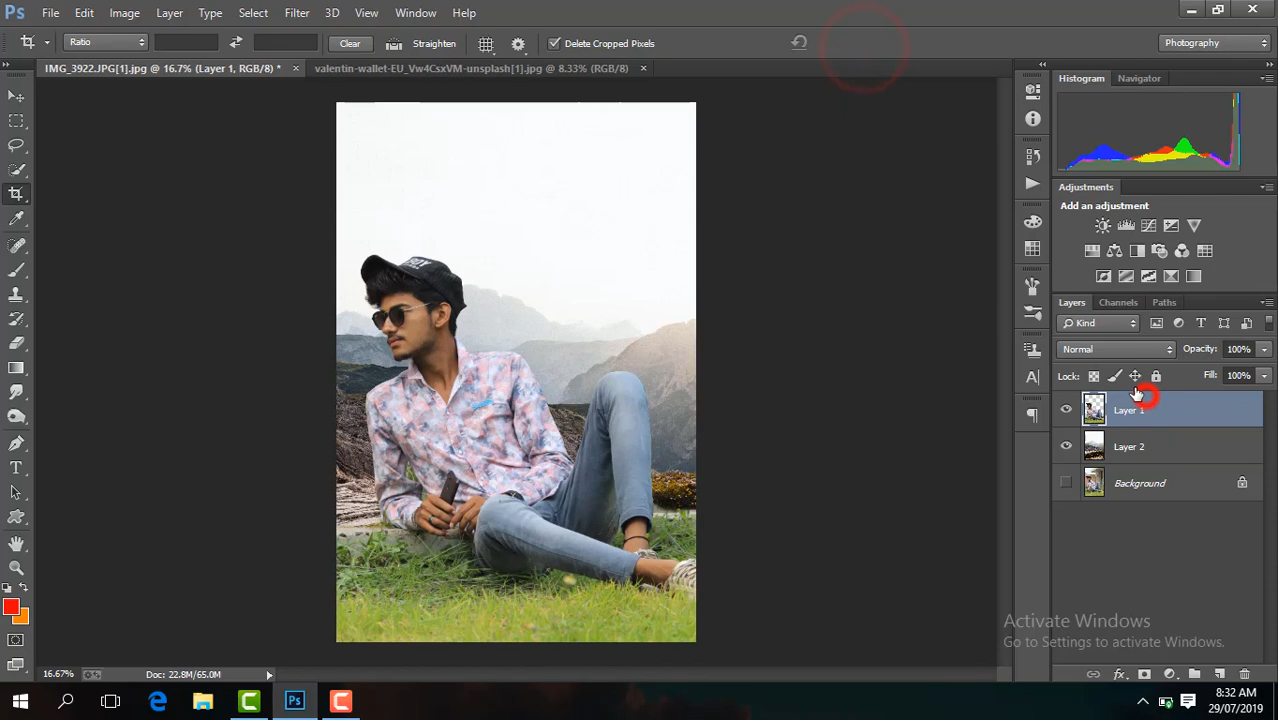 Ps File Edit Image Layer Type Select Filter 3D View Window Help
Ratio Clear Straighten Delete Cropped Pixels Photography
IMG_3922.JPG[1].jpg @ 16.7% (Layer 1, RGB/8) * × valentin-wallet-EU_Vw4CsxVM-unsplash[1].jpg @ 8.33% (RGB/8) ×
Histogram Navigator
Adjustments
Add an adjustment
Layers Channels Paths
Kind
Normal Opacity: 100%
Lock: Fill: 100%
Layer 1
Layer 2
Background
Activate Windows
Go to Settings to activate Windows.
16.67% Doc: 22.8M/65.0M
8:32 AM
29/07/2019